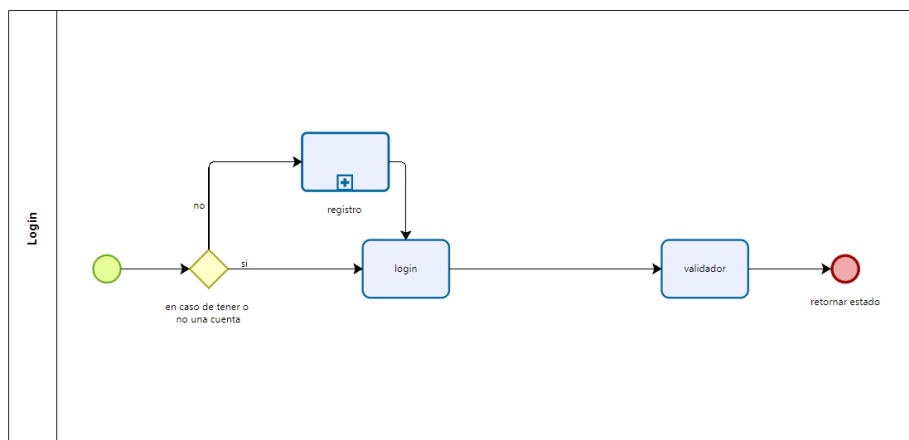 Login
no
registro
si
login
validador
en caso de tener o
no una cuenta
retornar estado